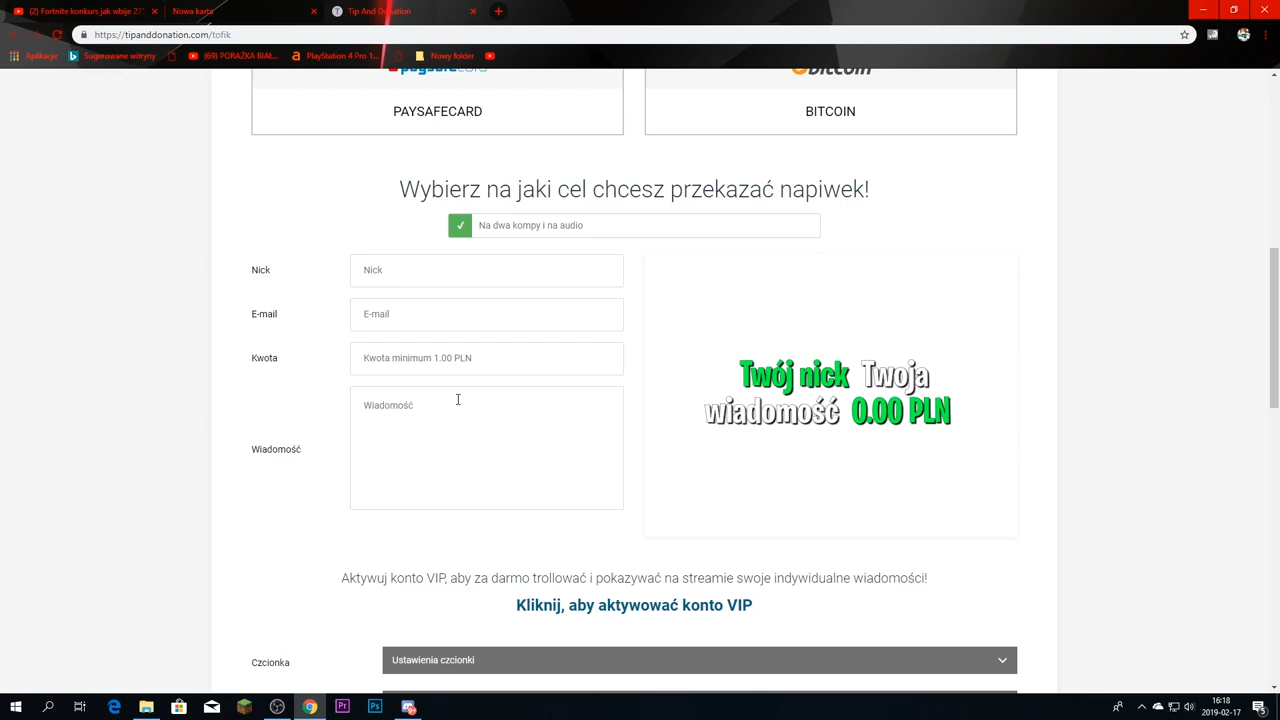 (2) Fortnite konkurs jak wbije 27
Nowa karta
Tip And Donation
https://tipanddonation.com/tofik
Aplikacje
Sugerowane witryny
(69) PORAŻKA BIAŁ...
PlayStation 4 Pro 1...
Nowy folder
paysafecard
bitcoin
PAYSAFECARD
BITCOIN
Wybierz na jaki cel chcesz przekazać napiwek!
Na dwa kompy i na audio
Nick
Nick
E-mail
E-mail
Kwota
Kwota minimum 1.00 PLN
Wiadomość
Wiadomość
Twój nick Twoja
wiadomość 0.00 PLN
Aktywuj konto VIP, aby za darmo trollować i pokazywać na streamie swoje indywidualne wiadomości!
Kliknij, aby aktywować konto VIP
Czcionka
Ustawienia czcionki
16:18
2019-02-17